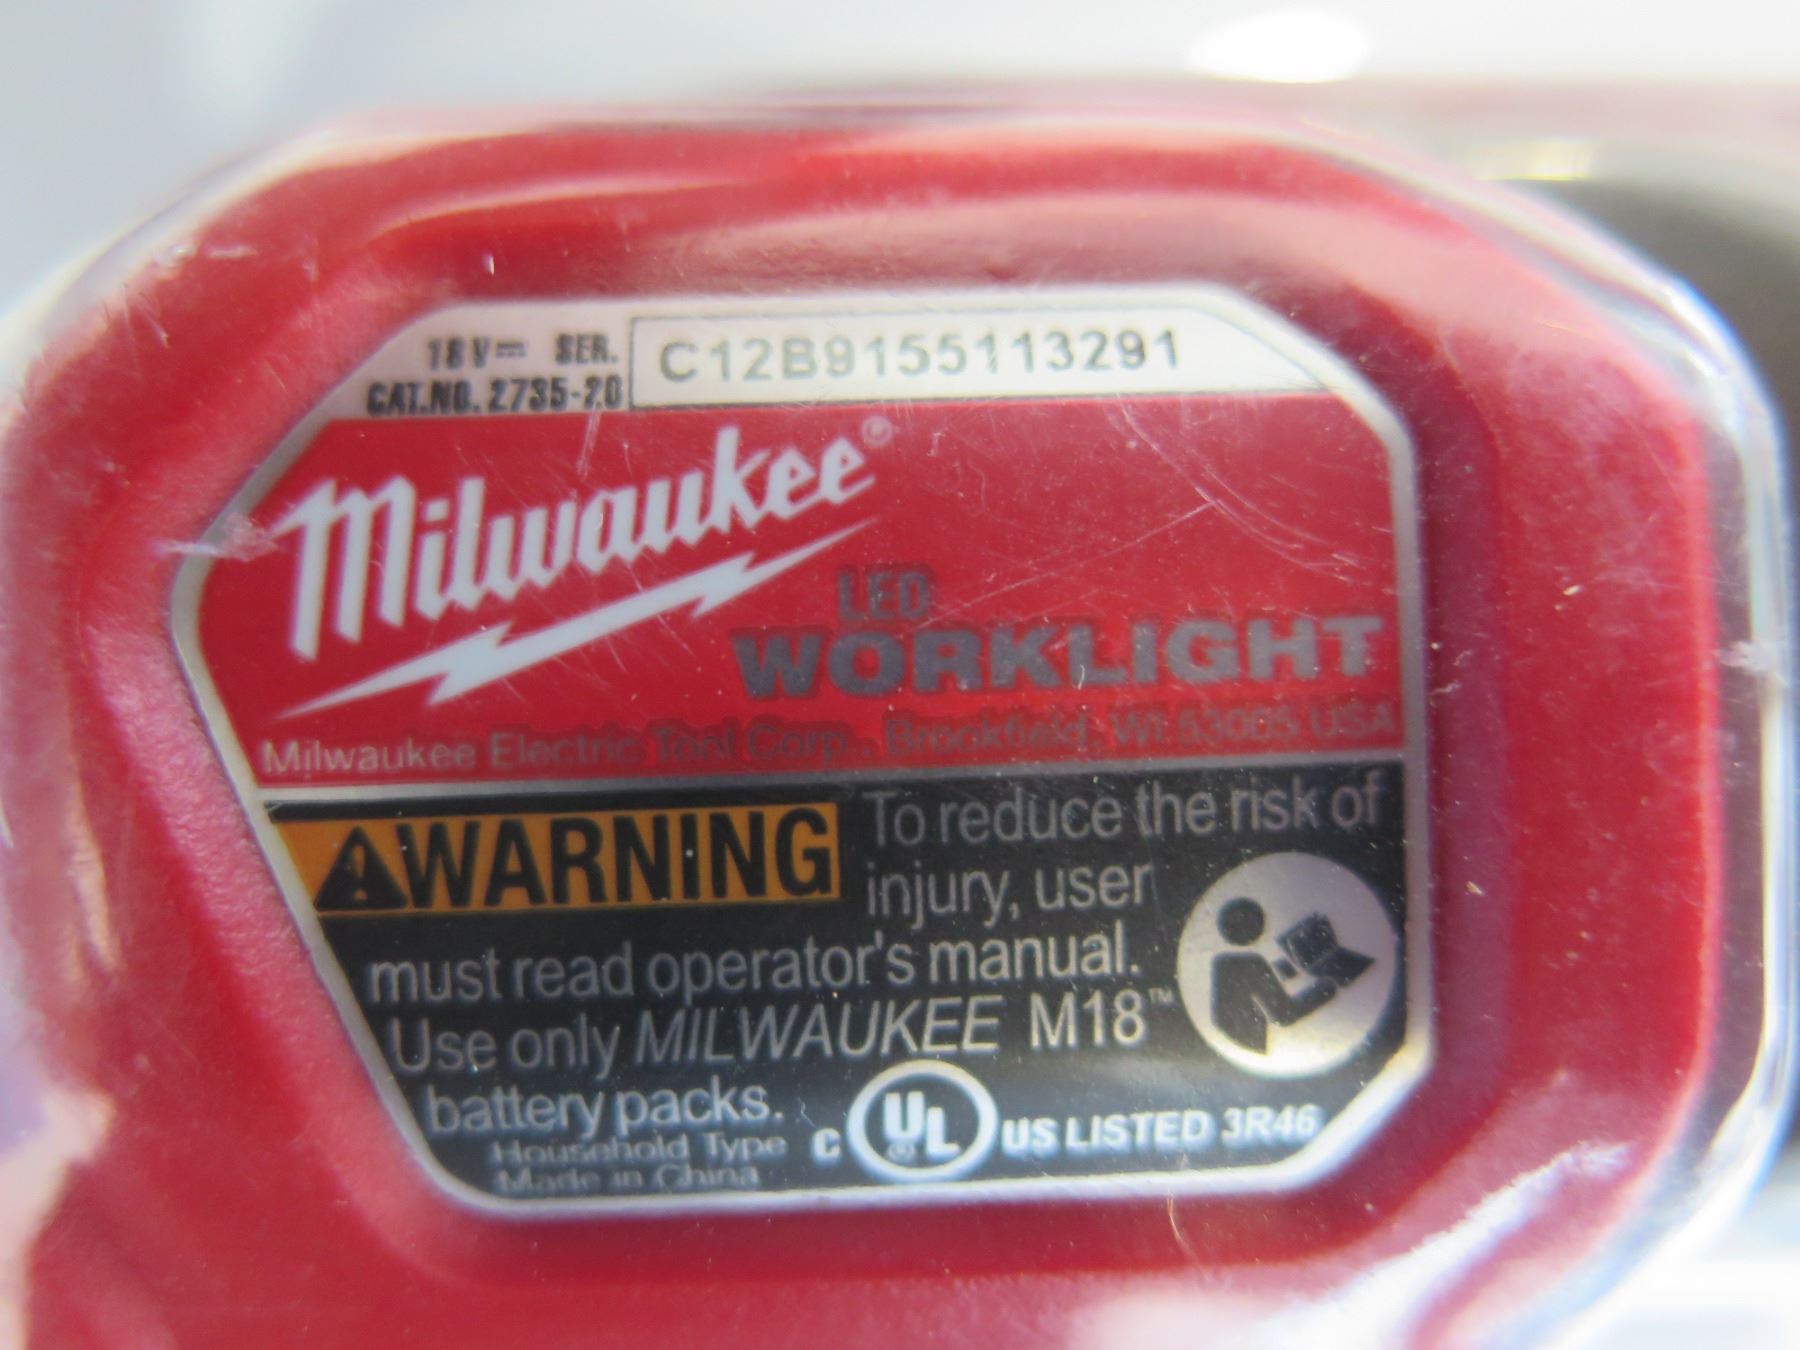 18 V⎓ SER. C12B9155113291
CAT.NO. 2735-20
Milwaukee®
LED
WORKLIGHT
Milwaukee Electric Tool Corp., Brookfield, WI 53005 USA
WARNING To reduce the risk of
injury, user
must read operator's manual.
Use only MILWAUKEE M18™
battery packs.
Household Type
Made in China
C UL® US LISTED 3R46